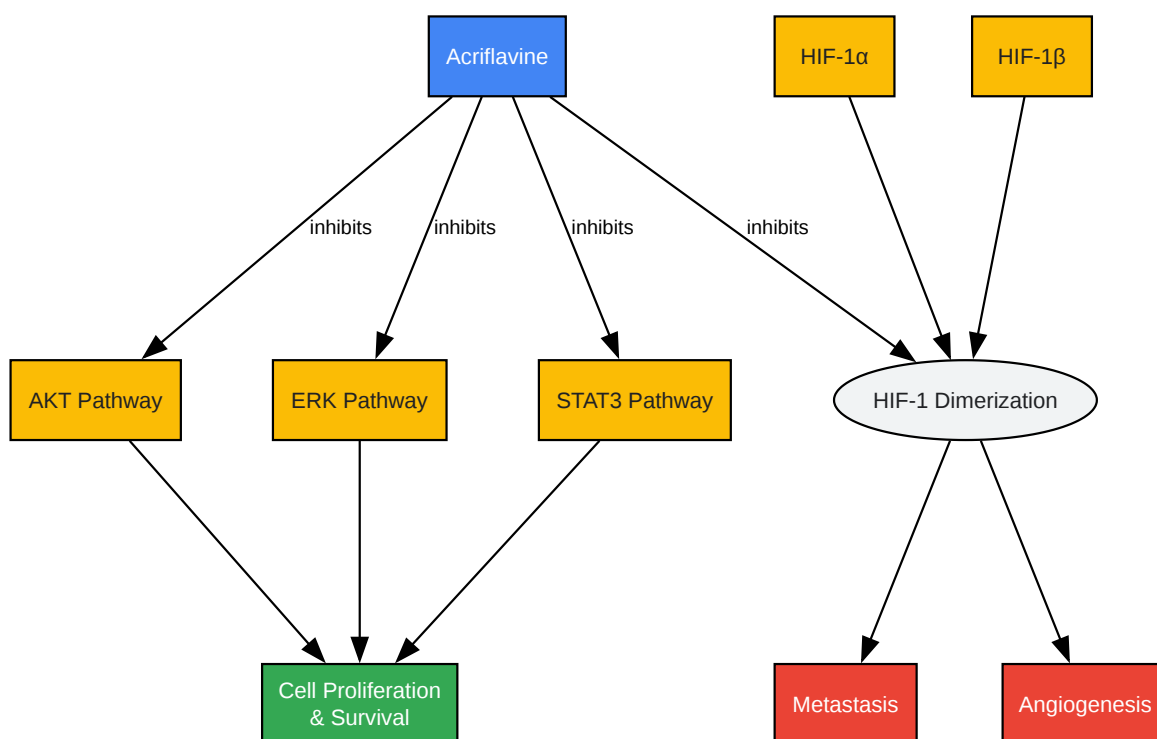 Acriflavine
HIF-1α
HIF-1β
inhibits
inhibits
inhibits
inhibits
AKT Pathway
ERK Pathway
STAT3 Pathway
HIF-1 Dimerization
Cell Proliferation
& Survival
Metastasis
Angiogenesis